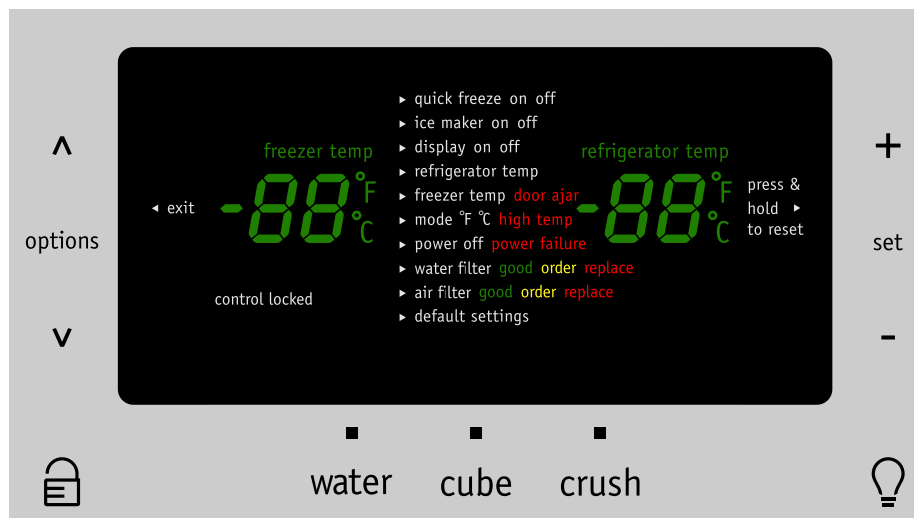 ▸ quick freeze on off
▸ ice maker on off
▸ display on off
freezer temp
refrigerator temp
▸ refrigerator temp
-88 °F °C
▸ freezer temp door ajar
-88 °F °C
press &
hold ▸
to reset
◂ exit
▸ mode °F °C high temp
▸ power off power failure
▸ water filter good order replace
▸ air filter good order replace
▸ default settings
control locked
^
options
v
+
set
-
water cube crush